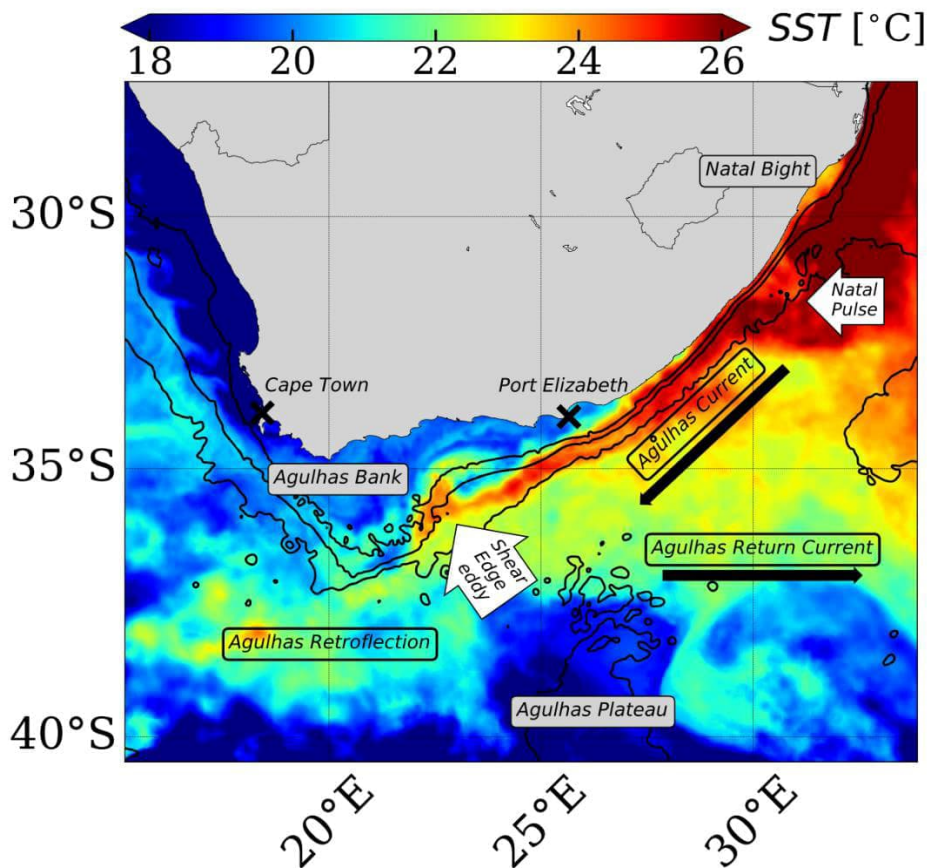 SST [°C]
18 20 22 24 26
Natal Bight
30°S
Natal
Pulse
Cape Town
Port Elizabeth
Agulhas Current
35°S
Agulhas Bank
Shear
Edge
eddy
Agulhas Return Current
Agulhas Retroflection
Agulhas Plateau
40°S
20°E 25°E 30°E